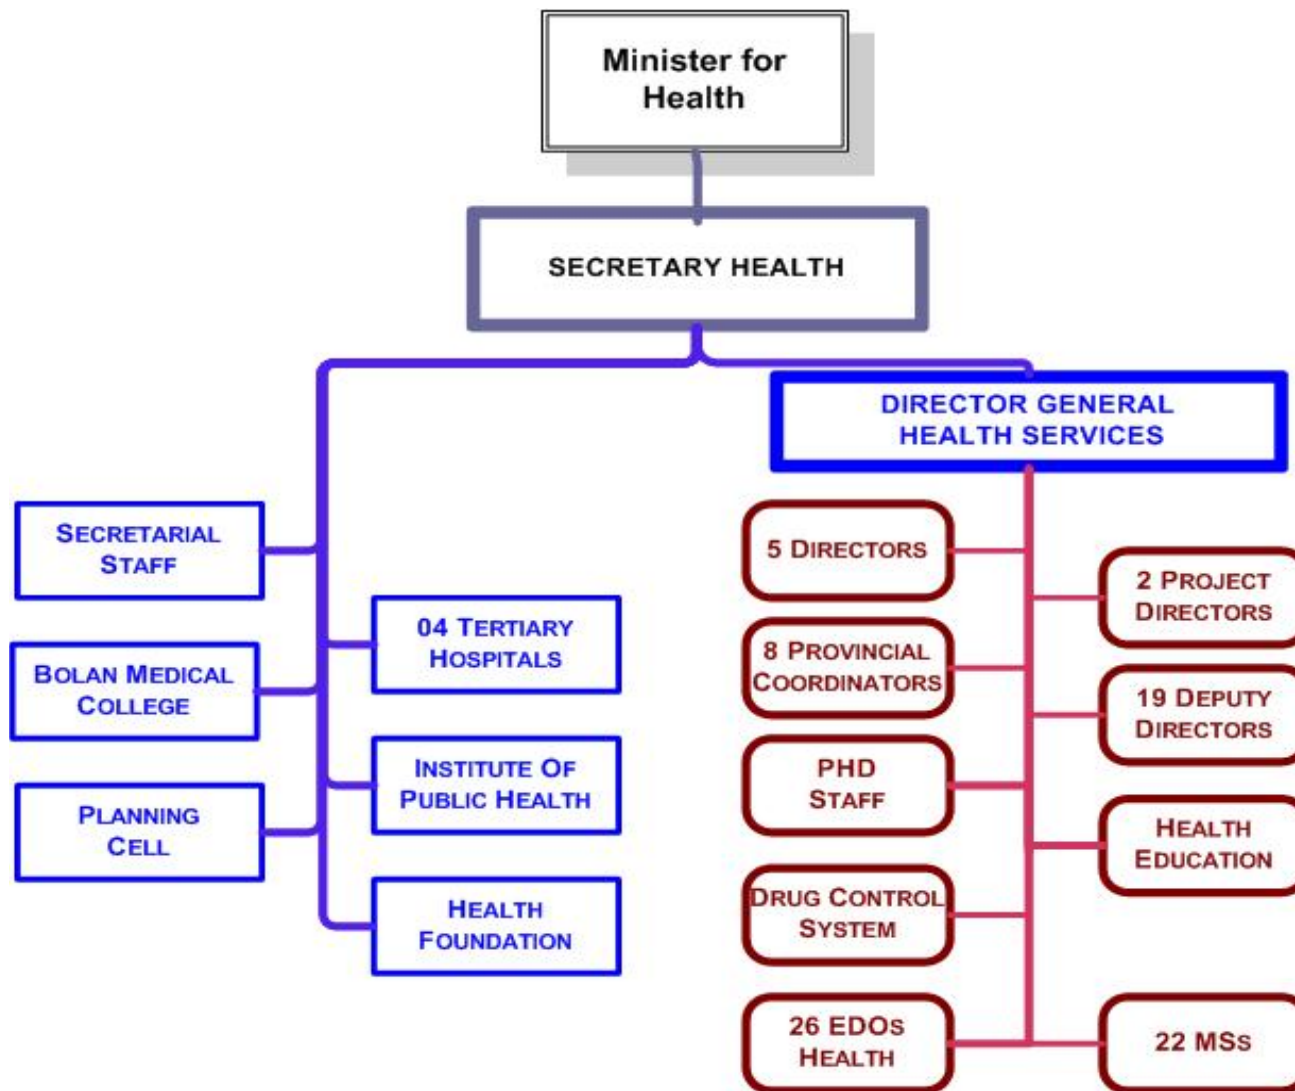 Minister for
Health
SECRETARY HEALTH
DIRECTOR GENERAL
HEALTH SERVICES
SECRETARIAL
STAFF
BOLAN MEDICAL
COLLEGE
PLANNING
CELL
04 TERTIARY
HOSPITALS
INSTITUTE OF
PUBLIC HEALTH
HEALTH
FOUNDATION
5 DIRECTORS
8 PROVINCIAL
COORDINATORS
PHD
STAFF
DRUG CONTROL
SYSTEM
26 EDOS
HEALTH
2 PROJECT
DIRECTORS
19 DEPUTY
DIRECTORS
HEALTH
EDUCATION
22 MSS